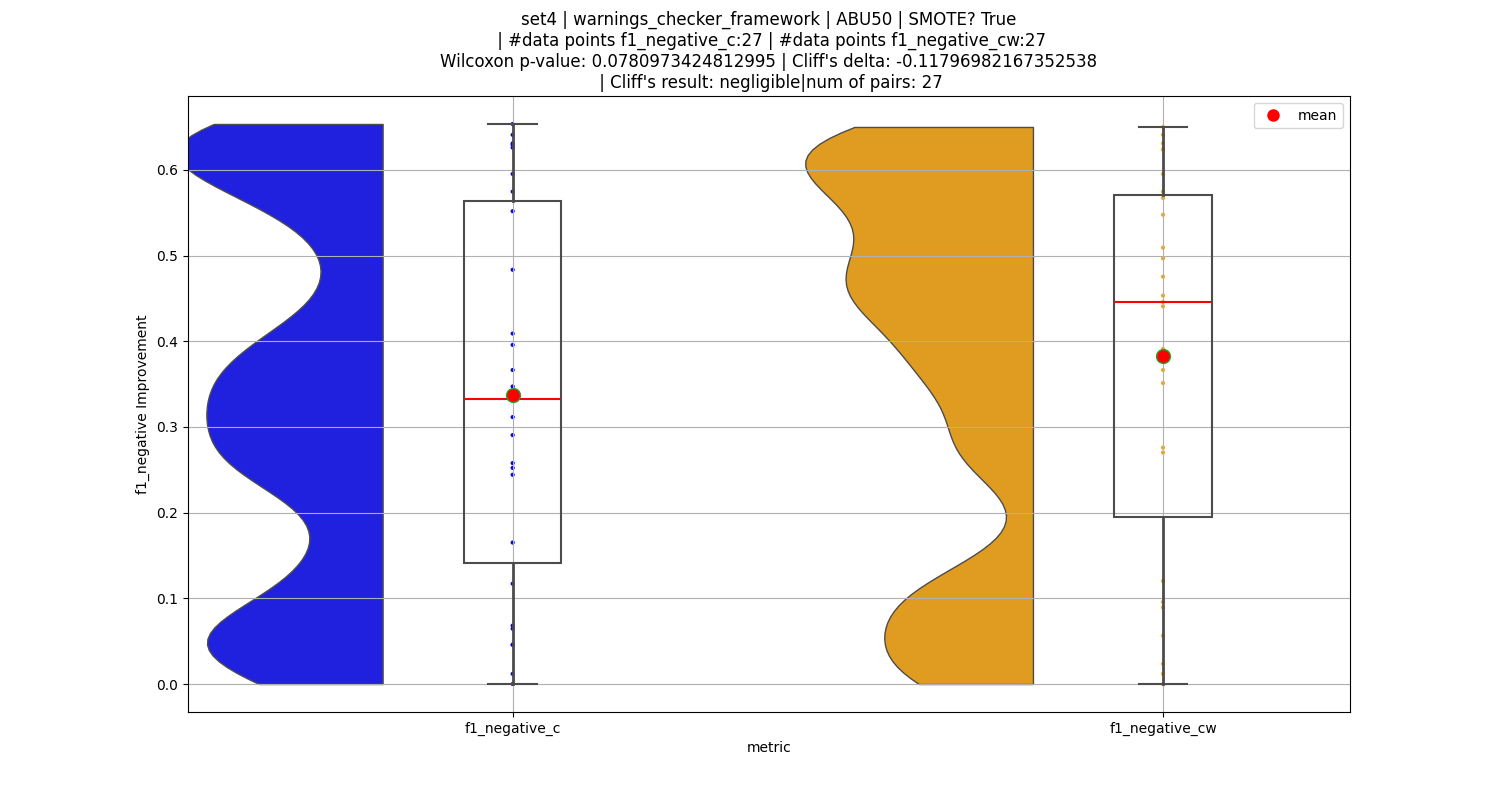 set4 | warnings_checker_framework | ABU50 | SMOTE? True
| #data points f1_negative_c:27 | #data points f1_negative_cw:27
Wilcoxon p-value: 0.0780973424812995 | Cliff's delta: -0.11796982167352538
| Cliff's result: negligible|num of pairs: 27
mean
f1_negative Improvement
0.6
0.5
0.4
0.3
0.2
0.1
0.0
f1_negative_c
f1_negative_cw
metric